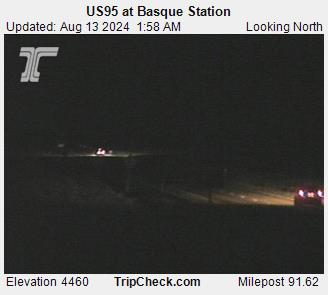 US95 at Basque Station
Updated: Aug 13 2024 1:58 AM Looking North
Elevation 4460 TripCheck.com Milepost 91.62